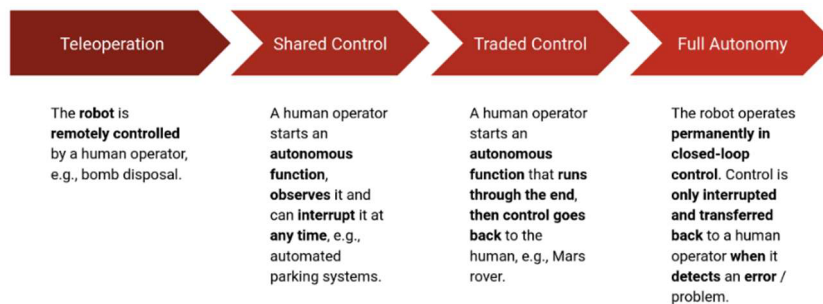 Teleoperation
Shared Control
Traded Control
Full Autonomy
The robot is
remotely controlled
by a human operator,
e.g., bomb disposal.
A human operator
starts an
autonomous
function,
observes it and
can interrupt it at
any time, e.g.,
automated
parking systems.
A human operator
starts an
autonomous
function that runs
through the end,
then control goes
back to the
human, e.g., Mars
rover.
The robot operates
permanently in
closed-loop
control. Control is
only interrupted
and transferred
back to a human
operator when it
detects an error /
problem.